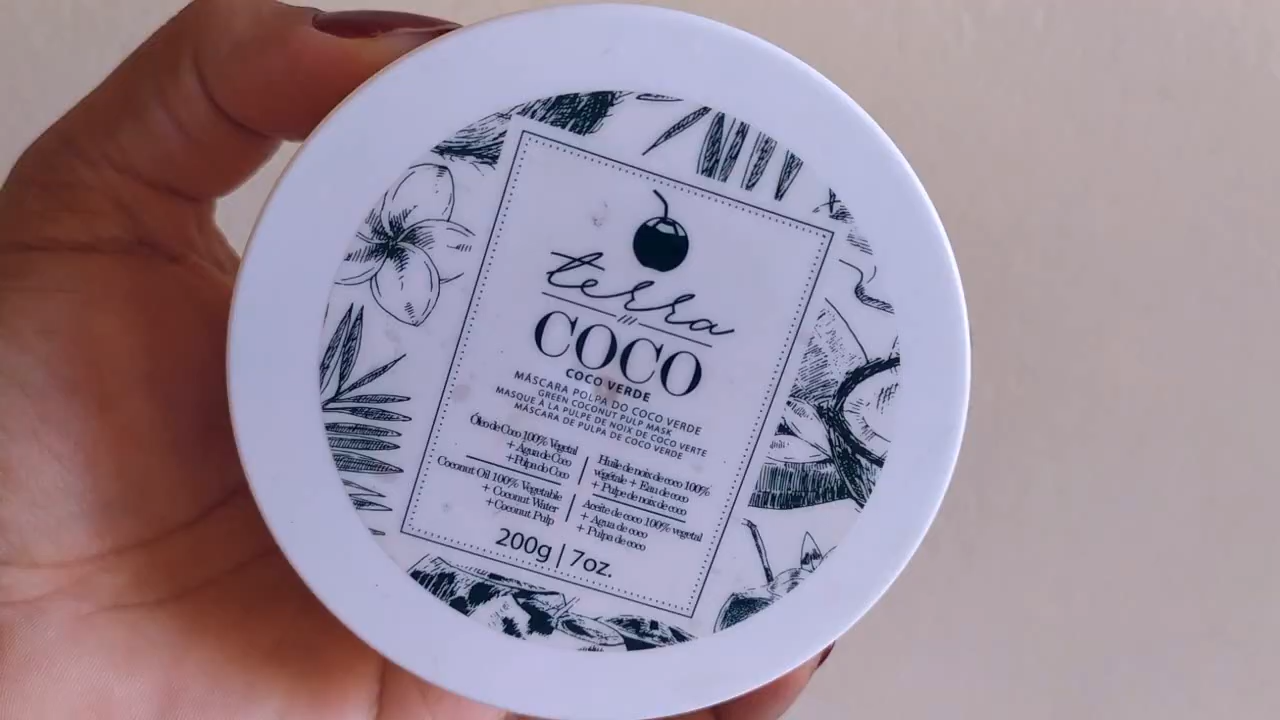 terra
COCO
COCO VERDE
MÁSCARA POLPA DO COCO VERDE
GREEN COCONUT PULP MASK
MASQUE À LA PULPE DE NOIX DE COCO VERTE
MÁSCARA DE PULPA DE COCO VERDE
Óleo de Coco 100% Vegetal
+ Água de Coco
+Polpa do Coco
Coconut Oil 100% Vegetable
+ Coconut Water
+Coconut Pulp
Huile de noix de coco 100%
végétale + Eau de coco
+ Pulpe de noix de coco
Aceite de coco 100% vegetal
+ Agua de coco
+ Pulpa de coco
200g | 7oz.